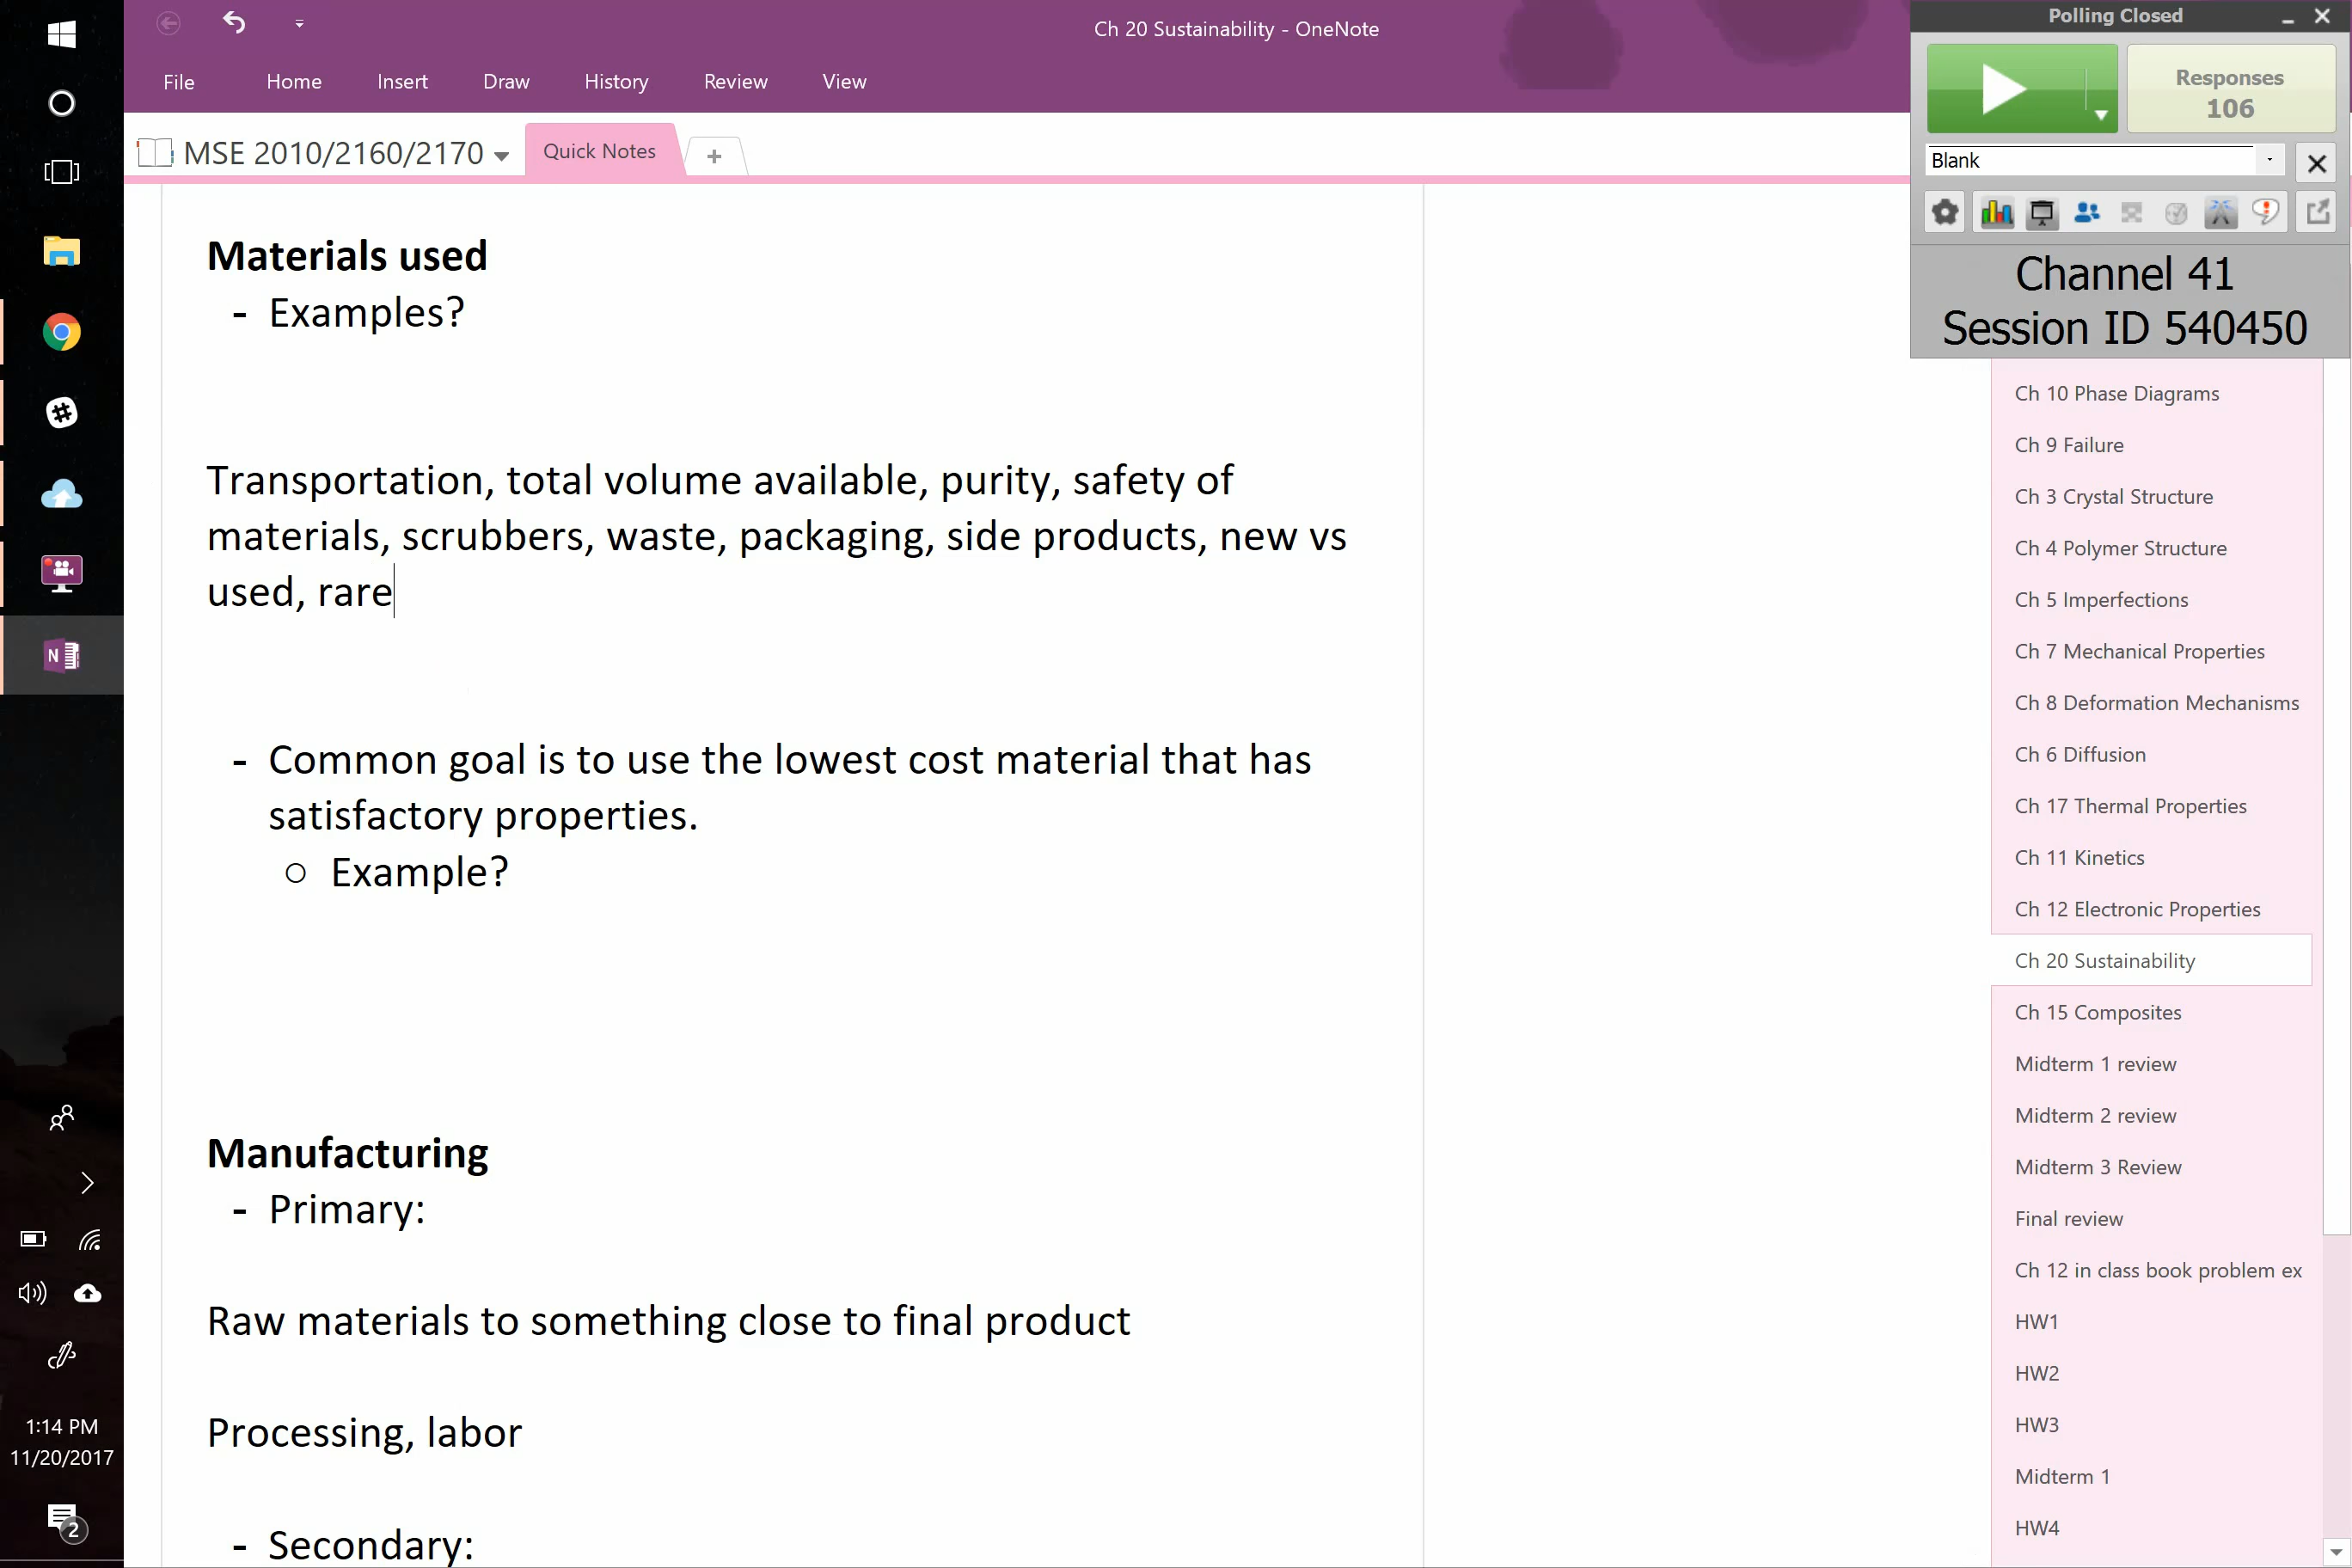 Ch 20 Sustainability - OneNote
File Home Insert Draw History Review View
MSE 2010/2160/2170
Quick Notes
+
Materials used
- Examples?
Transportation, total volume available, purity, safety of
materials, scrubbers, waste, packaging, side products, new vs
used, rare
- Common goal is to use the lowest cost material that has
satisfactory properties.
○ Example?
Manufacturing
- Primary:
Raw materials to something close to final product
Processing, labor
- Secondary:
Polling Closed
Responses
106
Blank
Channel 41
Session ID 540450
Ch 10 Phase Diagrams
Ch 9 Failure
Ch 3 Crystal Structure
Ch 4 Polymer Structure
Ch 5 Imperfections
Ch 7 Mechanical Properties
Ch 8 Deformation Mechanisms
Ch 6 Diffusion
Ch 17 Thermal Properties
Ch 11 Kinetics
Ch 12 Electronic Properties
Ch 20 Sustainability
Ch 15 Composites
Midterm 1 review
Midterm 2 review
Midterm 3 Review
Final review
Ch 12 in class book problem ex
HW1
HW2
HW3
Midterm 1
HW4
N
1:14 PM
11/20/2017
2